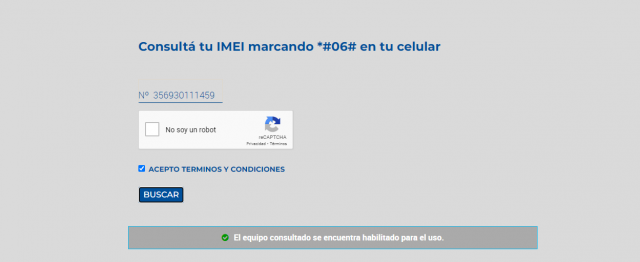 Consultá tu IMEI marcando *#06# en tu celular
Nº 356930111459
No soy un robot
reCAPTCHA
Privacidad - Términos
ACEPTO TERMINOS Y CONDICIONES
BUSCAR
El equipo consultado se encuentra habilitado para el uso.